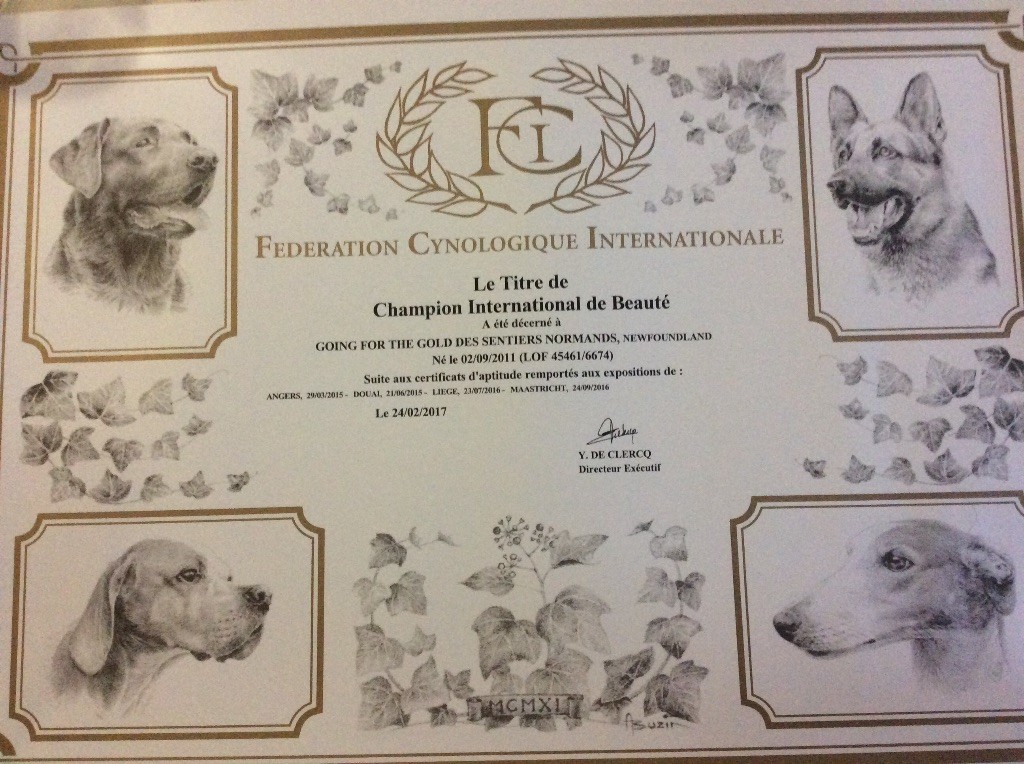 FCI
FEDERATION CYNOLOGIQUE INTERNATIONALE
Le Titre de
Champion International de Beauté
A été décerné à
GOING FOR THE GOLD DES SENTIERS NORMANDS, NEWFOUNDLAND
Né le 02/09/2011 (LOF 45461/6674)
Suite aux certificats d'aptitude remportés aux expositions de :
ANGERS, 29/03/2015 - DOUAI, 21/06/2015 - LIEGE, 23/07/2016 - MAASTRICHT, 24/09/2016
Le 24/02/2017
Y. DE CLERCQ
Directeur Exécutif
MCMXI